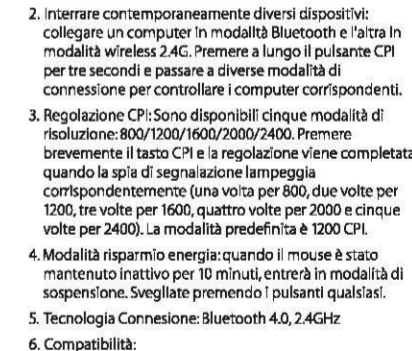 2. Interrare contemporaneamente diversi dispositivi:
collegare un computer in modalità Bluetooth e l'altra in
modalità wireless 2.4G. Premere a lungo il pulsante CPI
per tre secondi e passare a diverse modalità di
connessione per controllare i computer corrispondenti.
3. Regolazione CPI: Sono disponibili cinque modalità di
risoluzione: 800/1200/1600/2000/2400. Premere
brevemente il tasto CPI e la regolazione viene completata
quando la spia di segnalazione lampeggia
corrispondentemente (una volta per 800, due volte per
1200, tre volte per 1600, quattro volte per 2000 e cinque
volte per 2400). La modalità predefinita è 1200 CPI.
4. Modalità risparmio energia: quando il mouse è stato
mantenuto inattivo per 10 minuti, entrerà in modalità di
sospensione. Svegliate premendo i pulsanti qualsiasi.
5. Tecnologia Connesione: Bluetooth 4.0, 2.4GHz
6. Compatibilità: